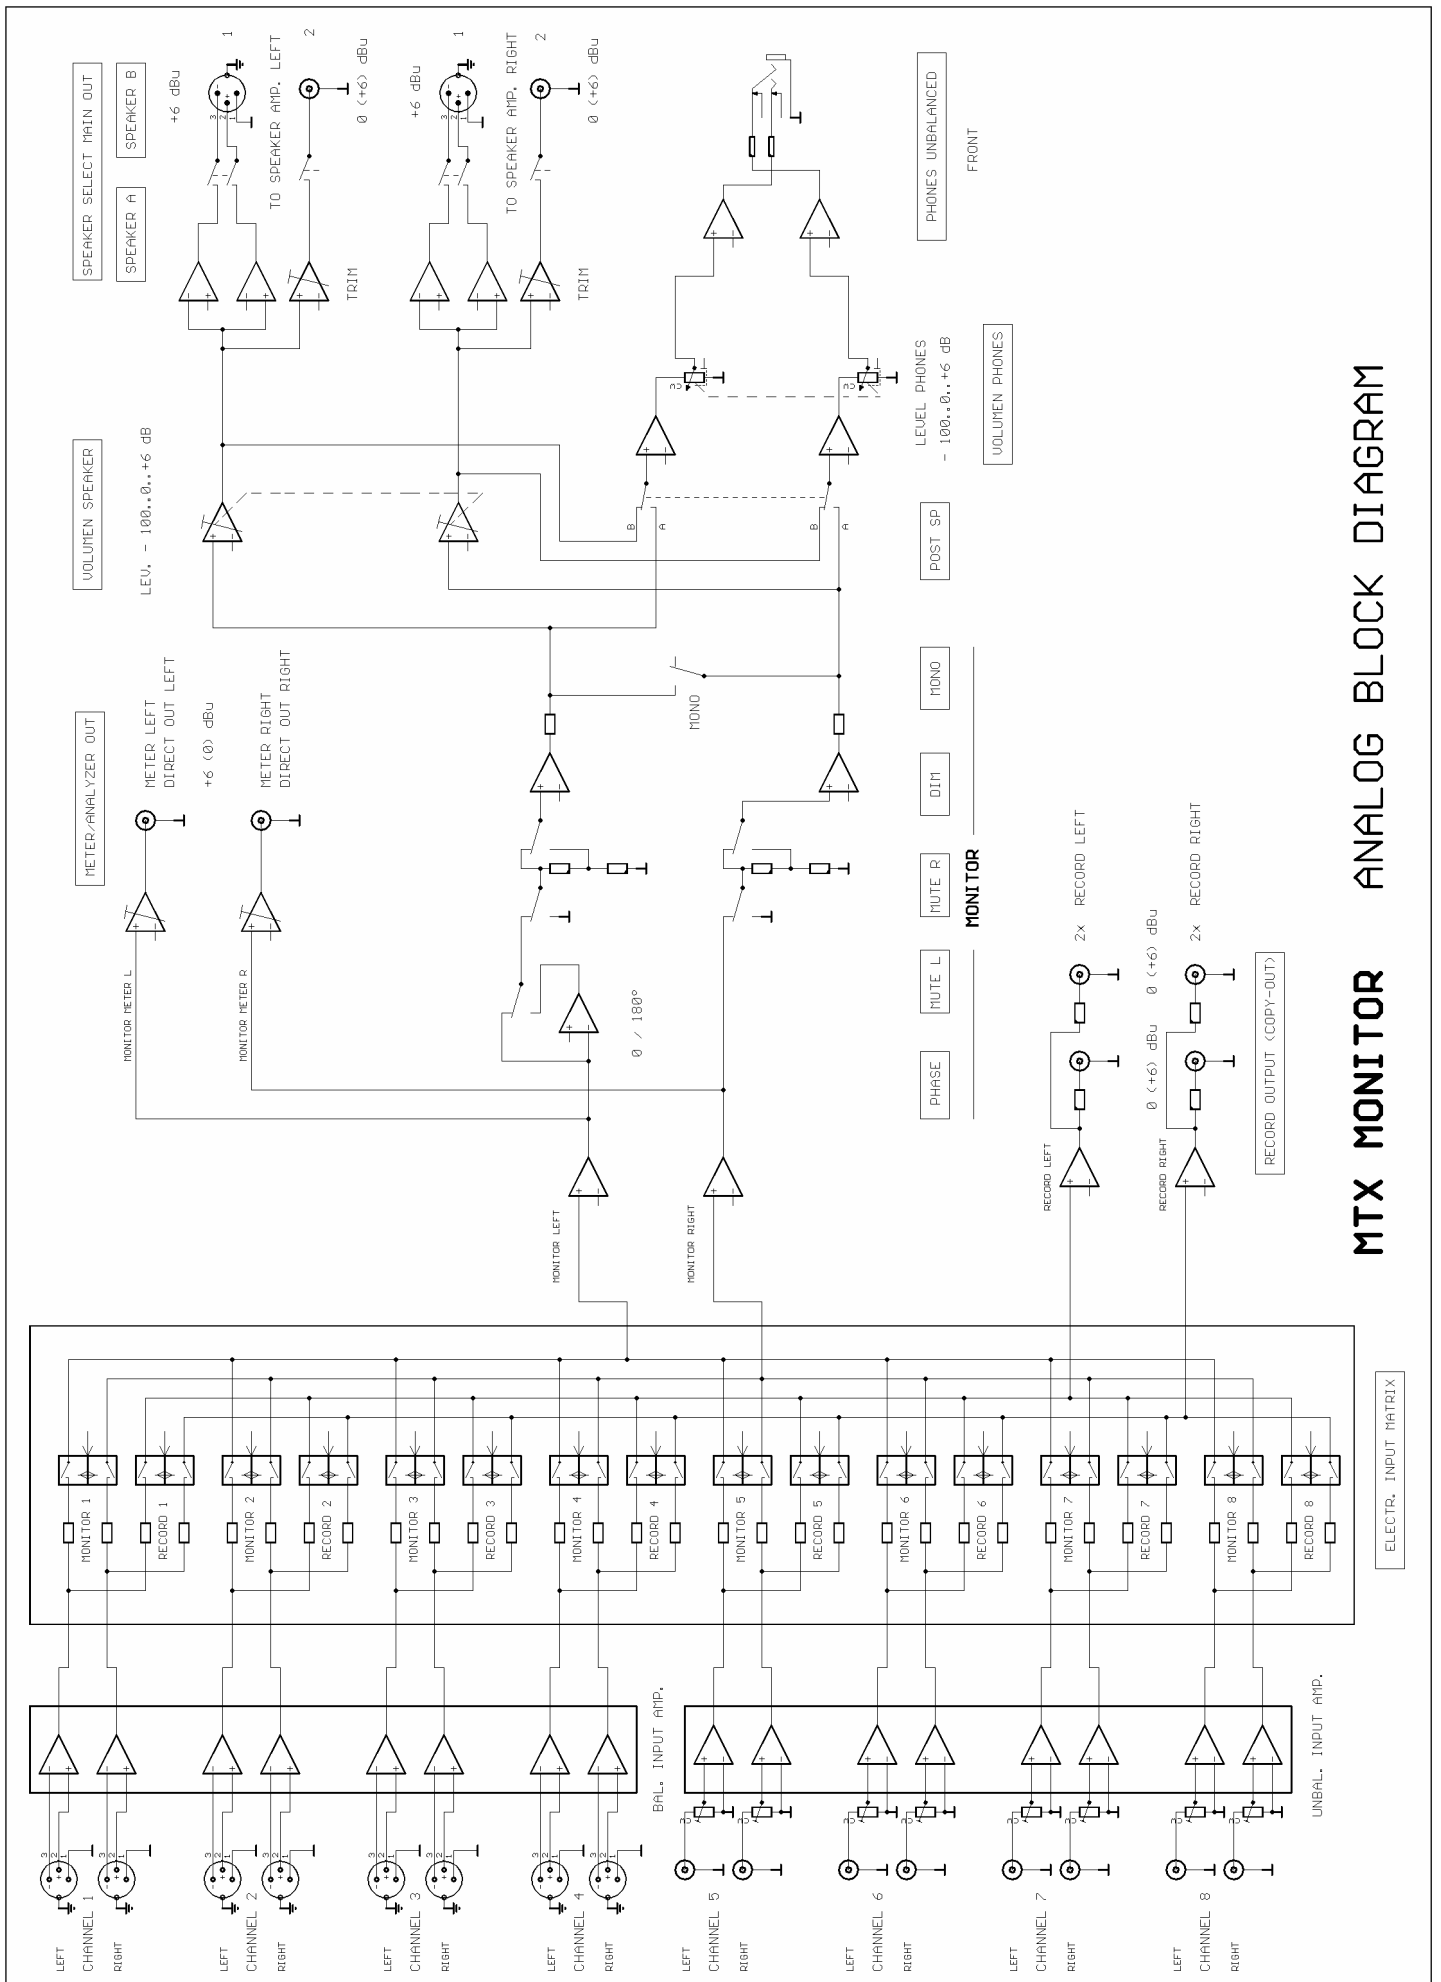 MTX MONITOR ANALOG BLOCK DIAGRAM
LEFT
CHANNEL 1
RIGHT
LEFT
CHANNEL 2
RIGHT
LEFT
CHANNEL 3
RIGHT
LEFT
CHANNEL 4
RIGHT
LEFT
CHANNEL 5
RIGHT
LEFT
CHANNEL 6
RIGHT
LEFT
CHANNEL 7
RIGHT
LEFT
CHANNEL 8
RIGHT
BAL. INPUT AMP.
UNBAL. INPUT AMP.
MONITOR 1
RECORD 1
MONITOR 2
RECORD 2
MONITOR 3
RECORD 3
MONITOR 4
RECORD 4
MONITOR 5
RECORD 5
MONITOR 6
RECORD 6
MONITOR 7
RECORD 7
MONITOR 8
RECORD 8
ELECTR. INPUT MATRIX
MONITOR LEFT
MONITOR RIGHT
RECORD LEFT
RECORD RIGHT
0 (+6) dBu
0 (+6) dBu
2x RECORD LEFT
2x RECORD RIGHT
RECORD OUTPUT (COPY-OUT)
MONITOR METER L
MONITOR METER R
METER/ANALYZER OUT
METER LEFT
DIRECT OUT LEFT
+6 (0) dBu
METER RIGHT
DIRECT OUT RIGHT
0 / 180°
MONO
PHASE
MUTE L
MUTE R
DIM
MONO
MONITOR
POST SP
VOLUMEN SPEAKER
LEV. - 100..0..+6 dB
B
A
B
A
LEVEL PHONES
- 100..0..+6 dB
VOLUMEN PHONES
SPEAKER SELECT MAIN OUT
SPEAKER A
SPEAKER B
+6 dBu
1
TO SPEAKER AMP. LEFT
2
0 (+6) dBu
TRIM
+6 dBu
1
TO SPEAKER AMP. RIGHT
2
0 (+6) dBu
TRIM
PHONES UNBALANCED
FRONT